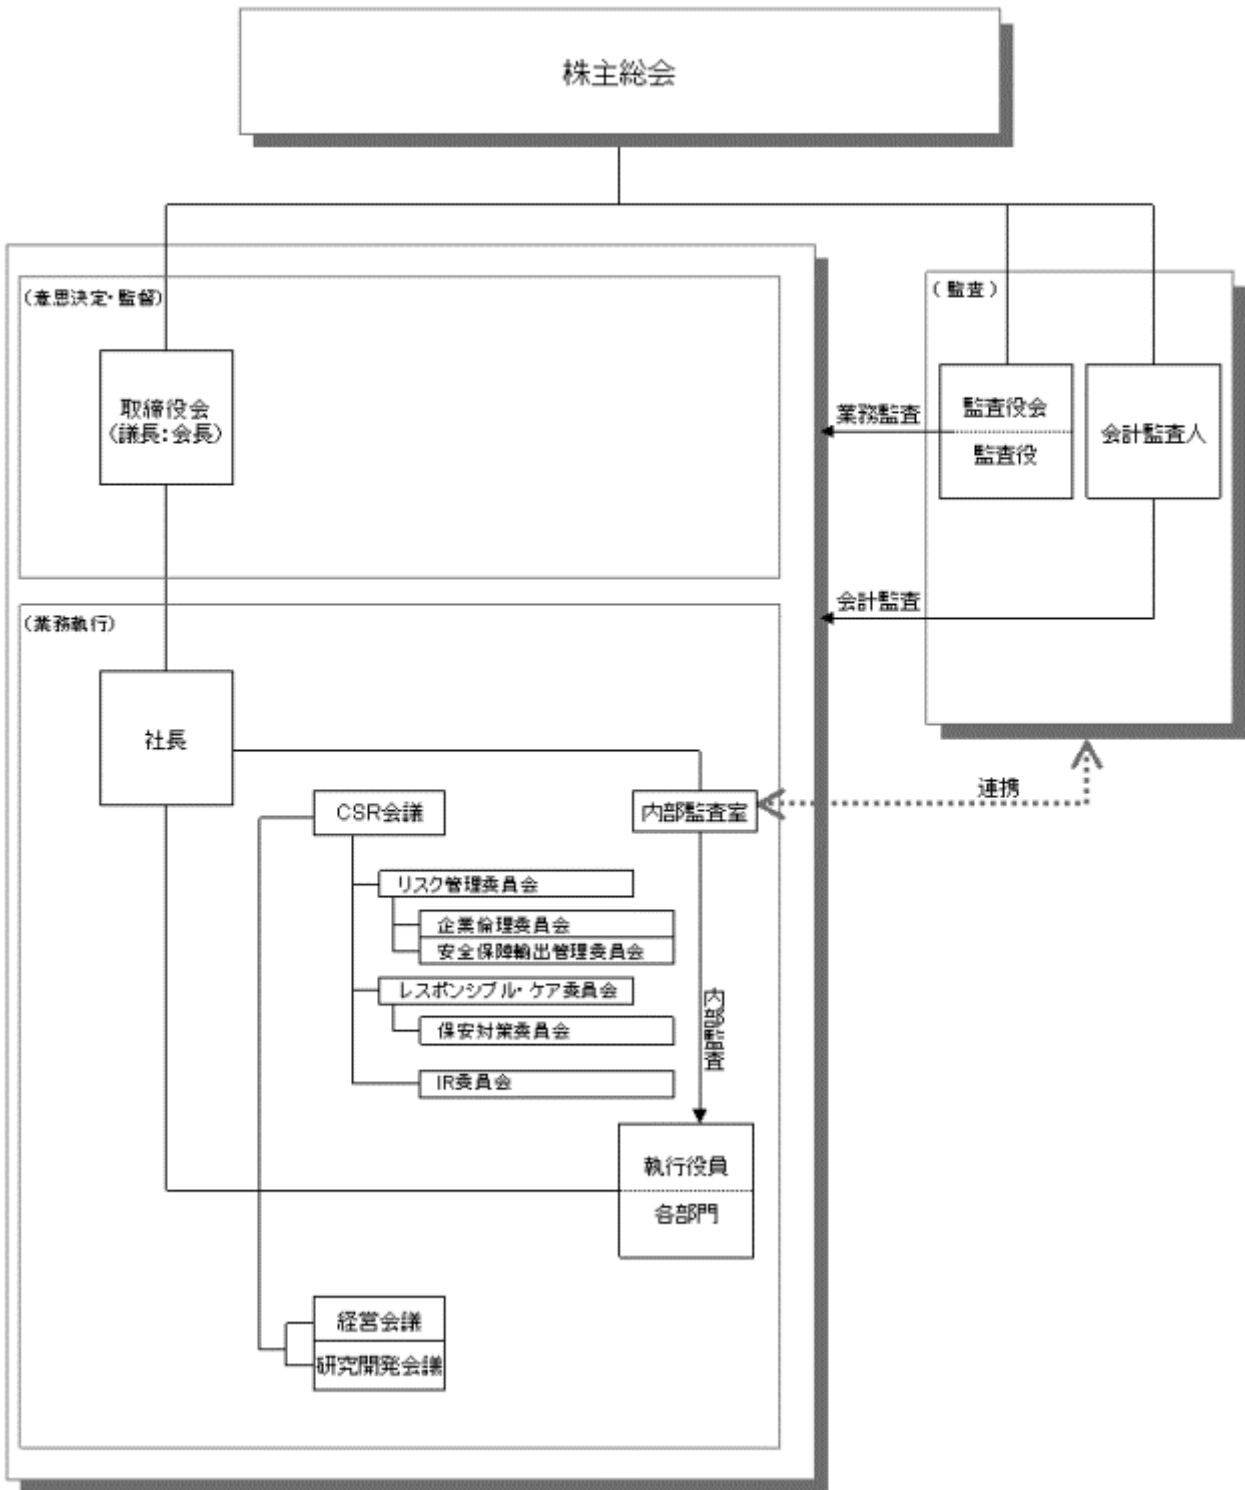 株主総会
(意思決定・監督)
取締役会
(議長:会長)
(監査)
監査役会
監査役
会計監査人
業務監査
会計監査
(業務執行)
社長
連携
CSR会議
内部監査室
リスク管理委員会
企業倫理委員会
安全保障輸出管理委員会
レスポンシブル・ケア委員会
保安対策委員会
IR委員会
内部監査
執行役員
各部門
経営会議
研究開発会議